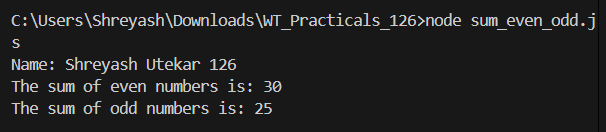 C:\Users\Shreyash\Downloads\WT_Practicals_126>node sum_even_odd.j
s
Name: Shreyash Utekar 126
The sum of even numbers is: 30
The sum of odd numbers is: 25